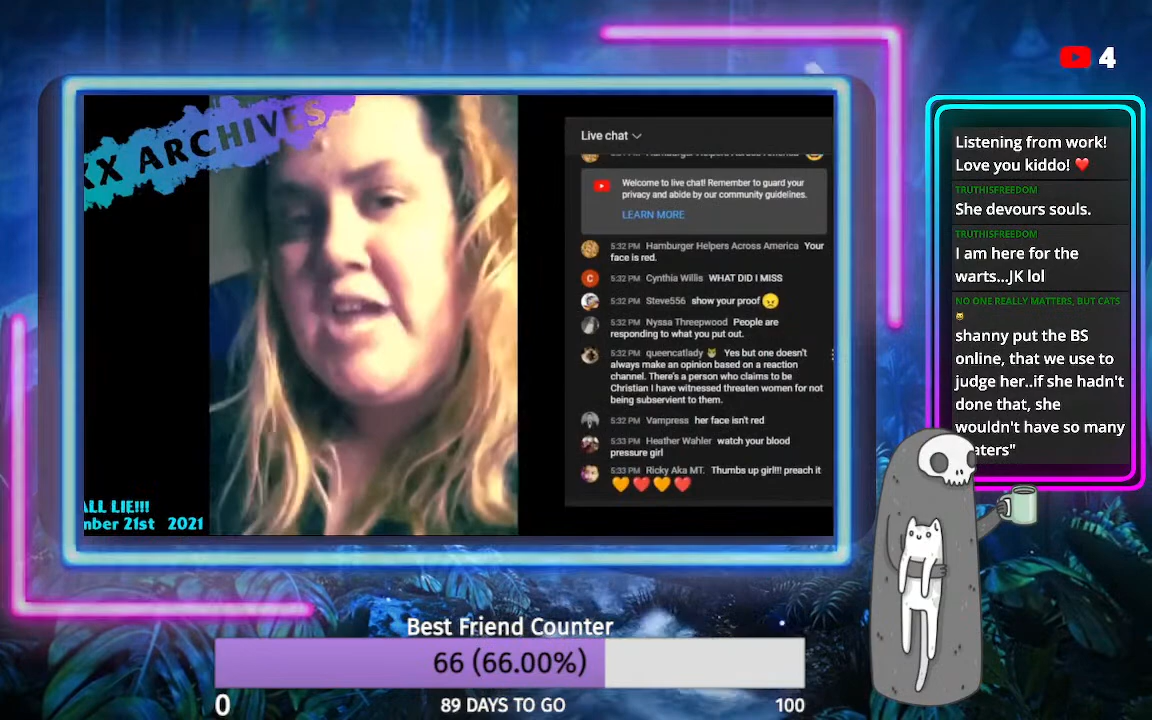 4
XX ARCHIVES
ALL LIE!!!
mber 21st 2021
Live chat
Welcome to live chat! Remember to guard your
privacy and abide by our community guidelines.
LEARN MORE
5:32 PM Hamburger Helpers Across America Your
face is red.
C 5:32 PM Cynthia Willis WHAT DID I MISS
5:32 PM Steve556 show your proof 😠
5:32 PM Nyssa Threepwood People are
responding to what you put out.
5:32 PM queencatlady Yes but one doesn't
always make an opinion based on a reaction
channel. There's a person who claims to be
Christian I have witnessed threaten women for not
being subservient to them.
5:32 PM Vampress her face isn't red
5:33 PM Heather Wahler watch your blood
pressure girl
5:33 PM Ricky Aka MT. Thumbs up girl!!! preach it
🧡❤️🧡❤️
Listening from work!
Love you kiddo! ❤️
TRUTHISFREEDOM
She devours souls.
TRUTHISFREEDOM
I am here for the
warts...JK lol
NO ONE REALLY MATTERS, BUT CATS
shanny put the BS
online, that we use to
judge her..if she hadn't
done that, she
wouldn't have so many
aters"
Best Friend Counter
66 (66.00%)
0
89 DAYS TO GO
100